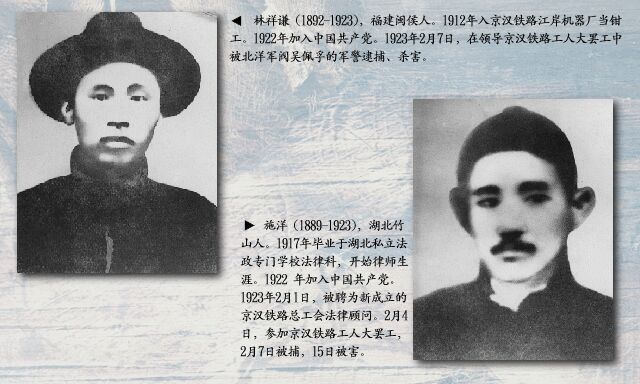 ◀ 林祥谦（1892-1923），福建闽侯人。1912年入京汉铁路江岸机器厂当钳
工。1922年加入中国共产党。1923年2月7日，在领导京汉铁路工人大罢工中
被北洋军阀吴佩孚的军警逮捕、杀害。
▶ 施洋（1889-1923），湖北竹
山人。1917年毕业于湖北私立法
政专门学校法律科，开始律师生
涯。1922 年加入中国共产党。
1923年2月1日，被聘为新成立的
京汉铁路总工会法律顾问。2月4
日，参加京汉铁路工人大罢工，
2月7日被捕，15日被害。